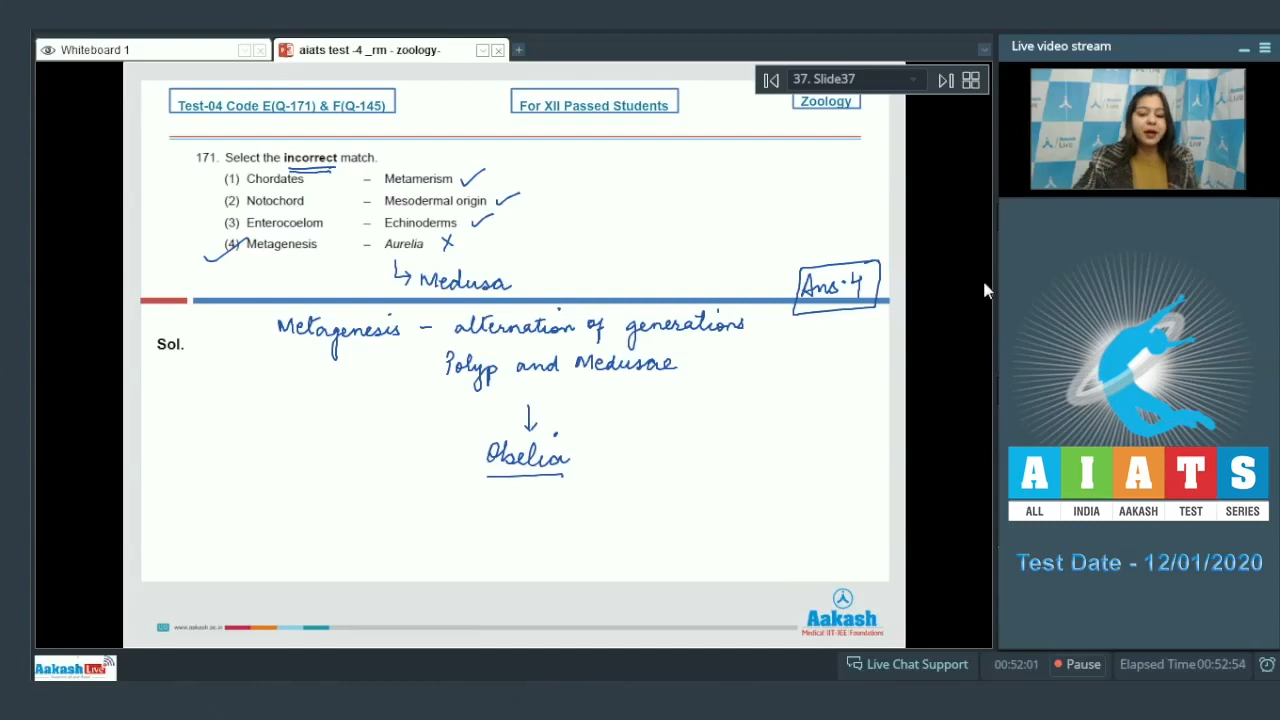 Whiteboard 1
aiats test -4 _rm - zoology-
Live video stream
37. Slide37
Test-04 Code E(Q-171) & F(Q-145)
For XII Passed Students
Zoology
171. Select the incorrect match.
(1) Chordates – Metamerism
(2) Notochord – Mesodermal origin
(3) Enterocoelom – Echinoderms
(4) Metagenesis – Aurelia x
↳ Medusa
Ans. 4
Sol.
Metagenesis – alternation of generations
Polyp and Medusae
↓
Obelia
www.aakash.ac.in
Aakash
Medical|IIT-JEE|Foundations
Aakash Live
A I A T S
ALL INDIA AAKASH TEST SERIES
Test Date - 12/01/2020
Live Chat Support
00:52:01
Pause
Elapsed Time 00:52:54